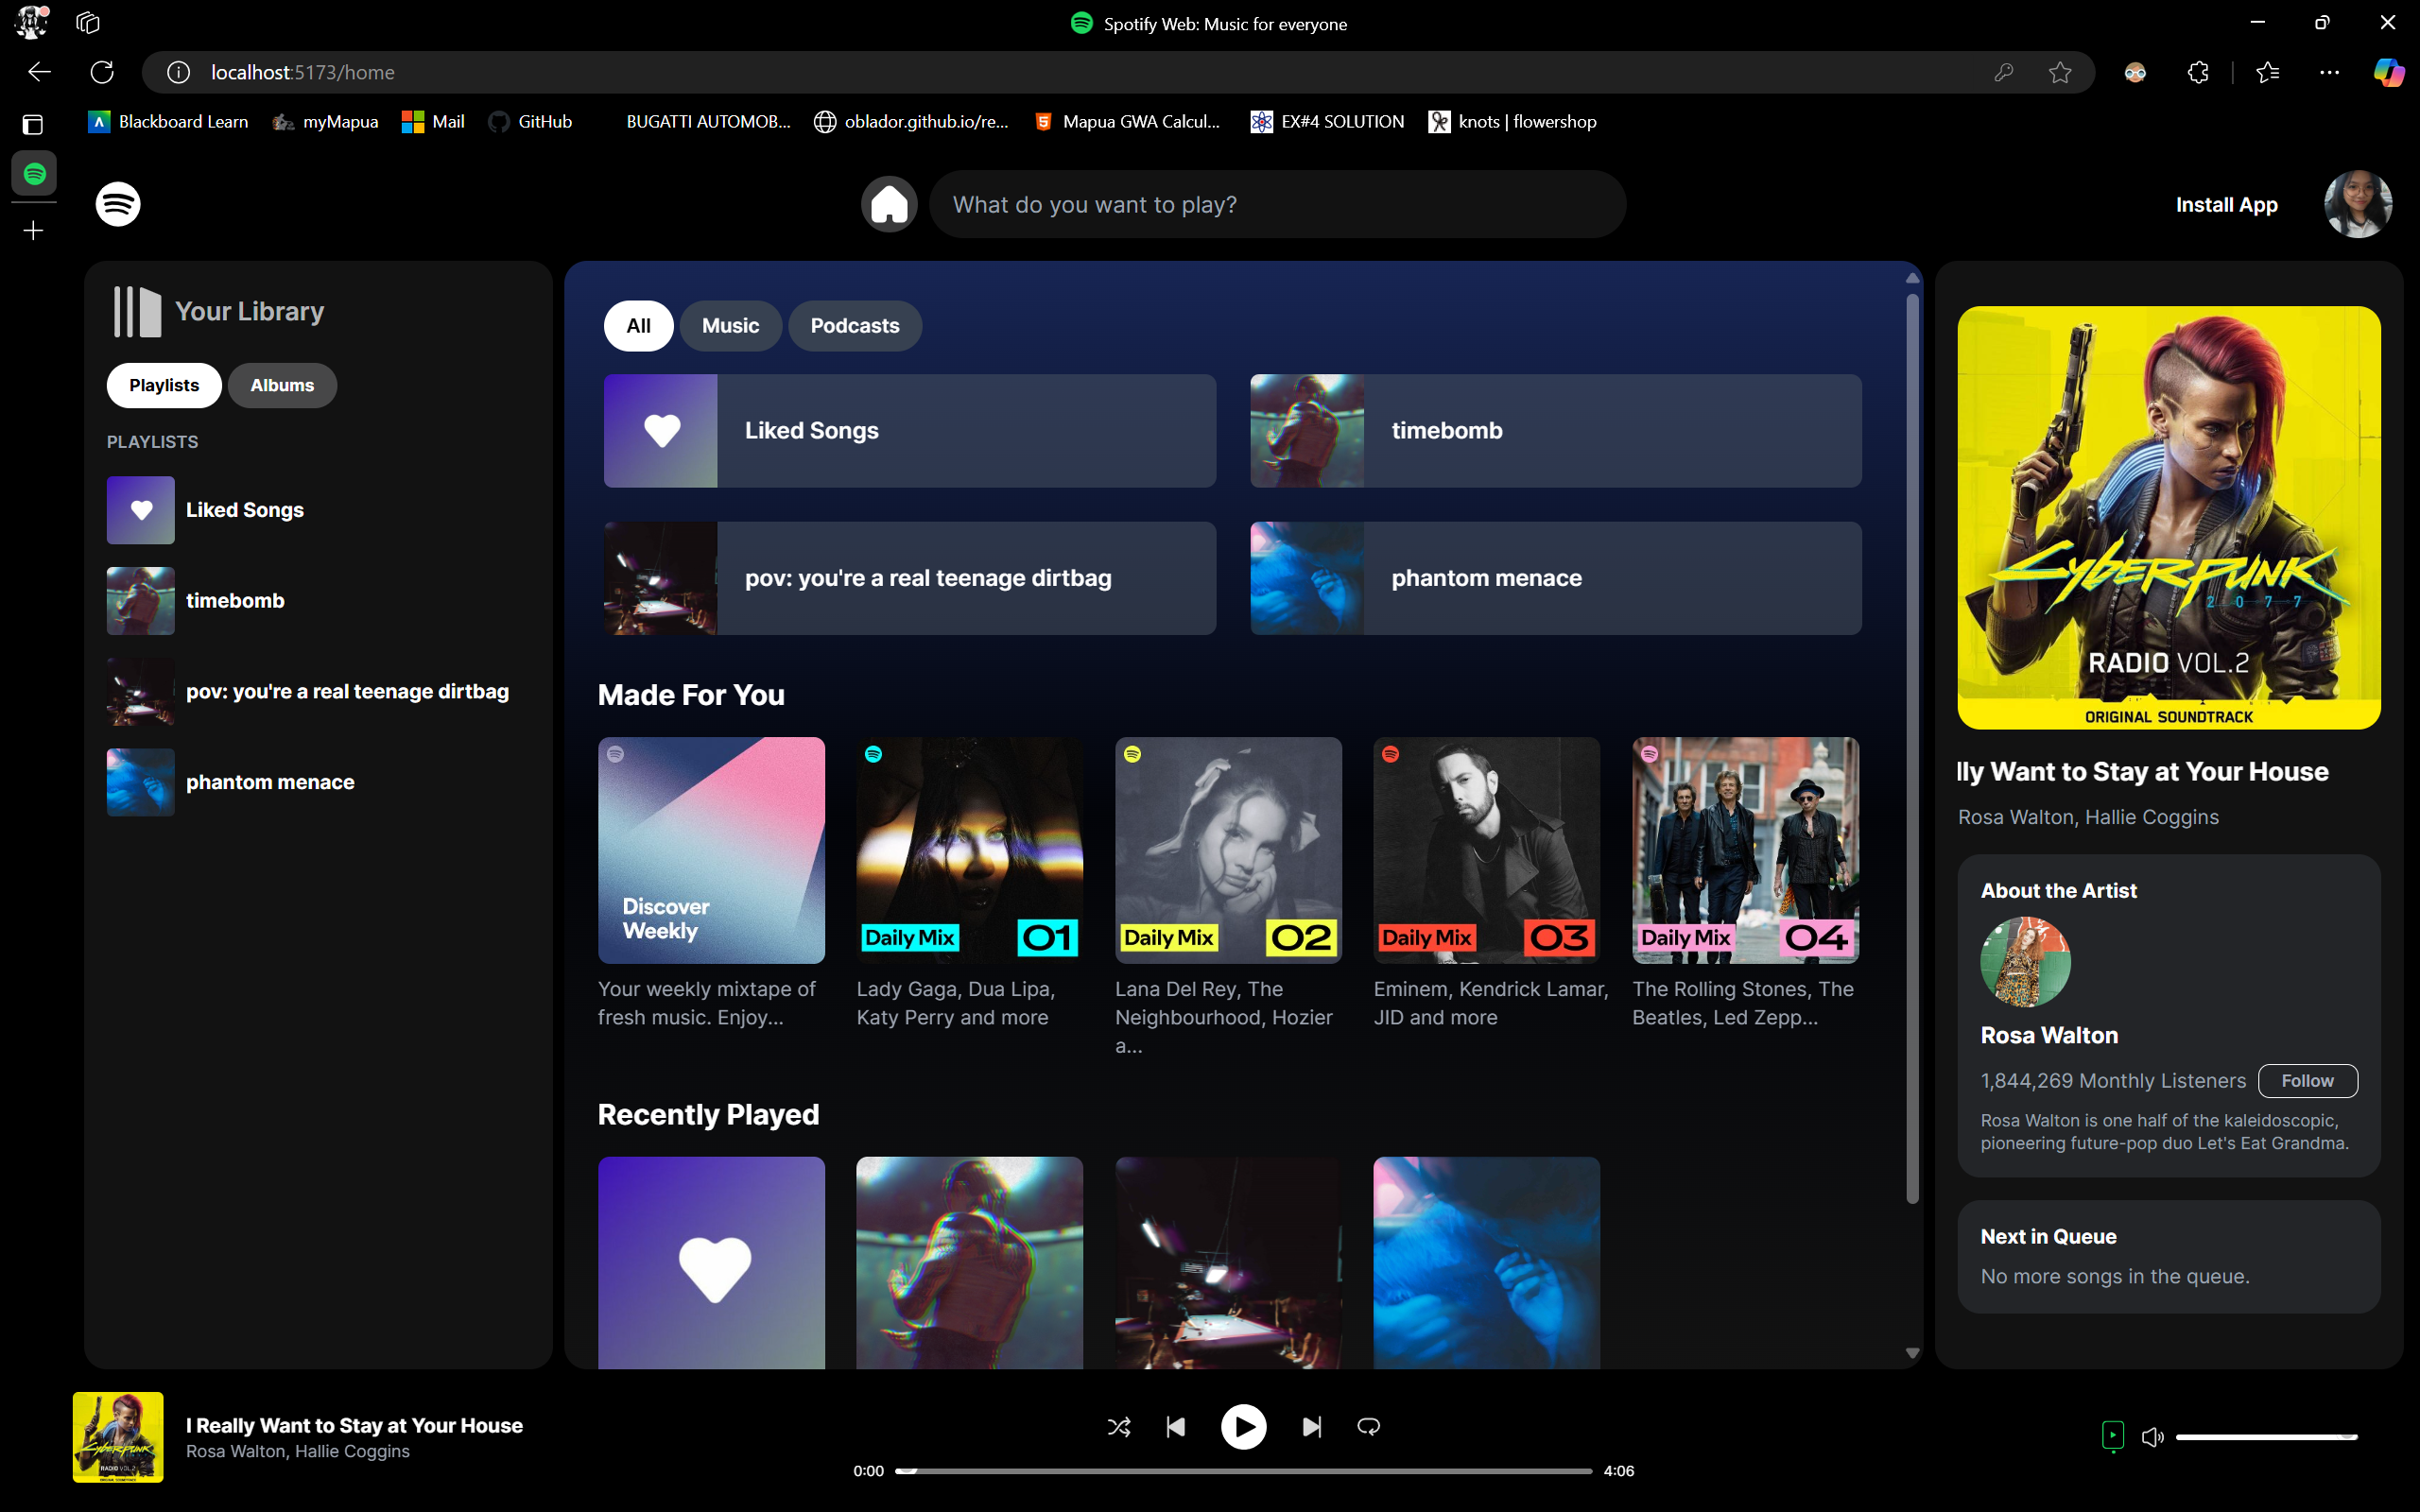 Spotify Web: Music for everyone
localhost:5173/home
Blackboard Learn
myMapua
Mail
GitHub
BUGATTI AUTOMOB...
oblador.github.io/re...
Mapua GWA Calcul...
EX#4 SOLUTION
knots | flowershop
What do you want to play?
Install App
Your Library
Playlists
Albums
PLAYLISTS
Liked Songs
timebomb
pov: you're a real teenage dirtbag
phantom menace
All
Music
Podcasts
Liked Songs
timebomb
pov: you're a real teenage dirtbag
phantom menace
Made For You
Discover
Weekly
Your weekly mixtape of
fresh music. Enjoy...
Daily Mix 01
Lady Gaga, Dua Lipa,
Katy Perry and more
Daily Mix 02
Lana Del Rey, The
Neighbourhood, Hozier
a...
Daily Mix 03
Eminem, Kendrick Lamar,
JID and more
Daily Mix 04
The Rolling Stones, The
Beatles, Led Zepp...
Recently Played
CYBERPUNK
2077
RADIO VOL.2
ORIGINAL SOUNDTRACK
lly Want to Stay at Your House
Rosa Walton, Hallie Coggins
About the Artist
Rosa Walton
1,844,269 Monthly Listeners
Follow
Rosa Walton is one half of the kaleidoscopic,
pioneering future-pop duo Let's Eat Grandma.
Next in Queue
No more songs in the queue.
CYBERPUNK
RADIO VOL.2
I Really Want to Stay at Your House
Rosa Walton, Hallie Coggins
0:00
4:06